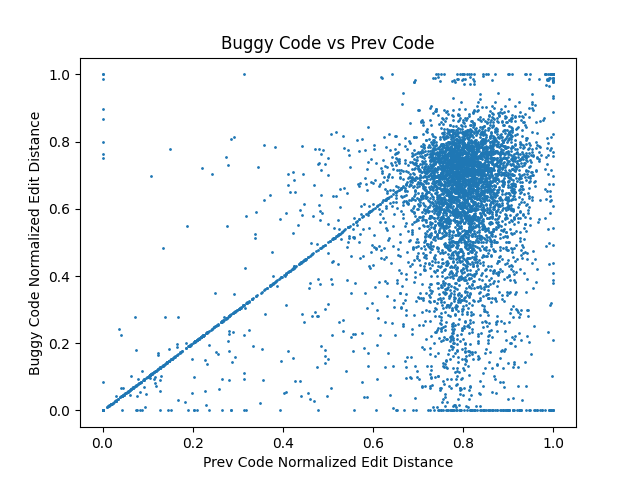 Buggy Code vs Prev Code
1.0
0.8
0.6
0.4
0.2
0.0
Buggy Code Normalized Edit Distance
0.0 0.2 0.4 0.6 0.8 1.0
Prev Code Normalized Edit Distance